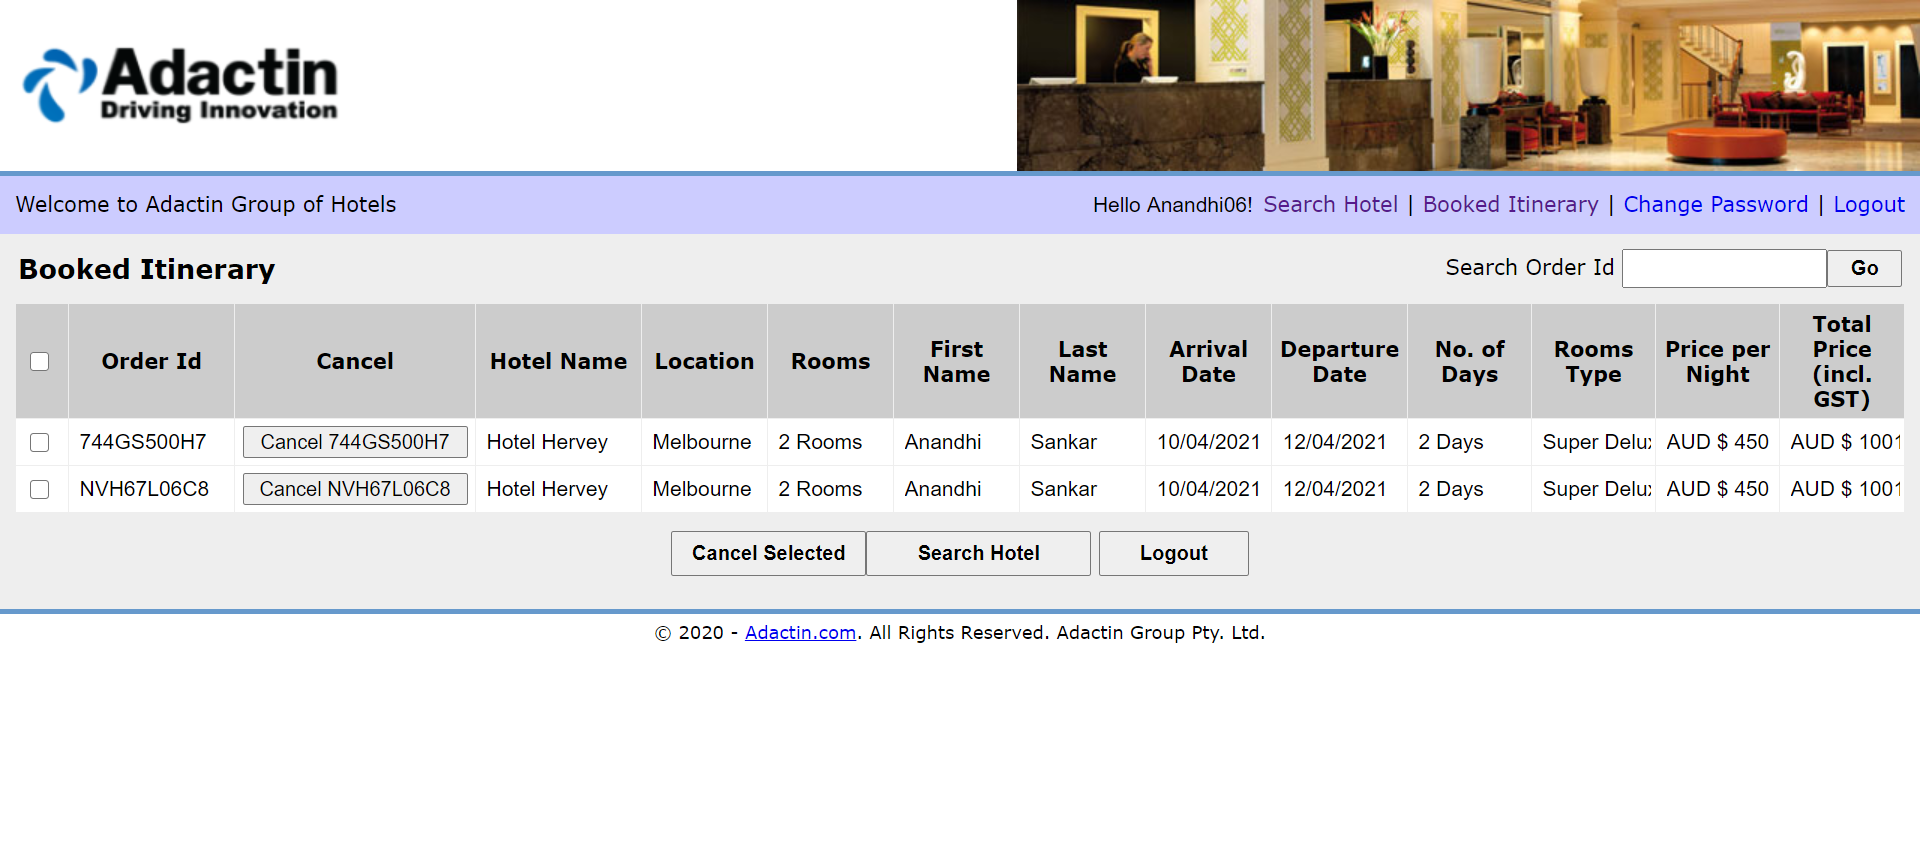 Adactin
Driving Innovation
Welcome to Adactin Group of Hotels
Hello Anandhi06! Search Hotel | Booked Itinerary | Change Password | Logout
Booked Itinerary
Search Order Id Go
Order Id Cancel Hotel Name Location Rooms First Name Last Name Arrival Date Departure Date No. of Days Rooms Type Price per Night Total Price (incl. GST)
744GS500H7 Cancel 744GS500H7 Hotel Hervey Melbourne 2 Rooms Anandhi Sankar 10/04/2021 12/04/2021 2 Days Super Delu AUD $ 450 AUD $ 1001
NVH67L06C8 Cancel NVH67L06C8 Hotel Hervey Melbourne 2 Rooms Anandhi Sankar 10/04/2021 12/04/2021 2 Days Super Delu AUD $ 450 AUD $ 1001
Cancel Selected Search Hotel Logout
© 2020 - Adactin.com. All Rights Reserved. Adactin Group Pty. Ltd.